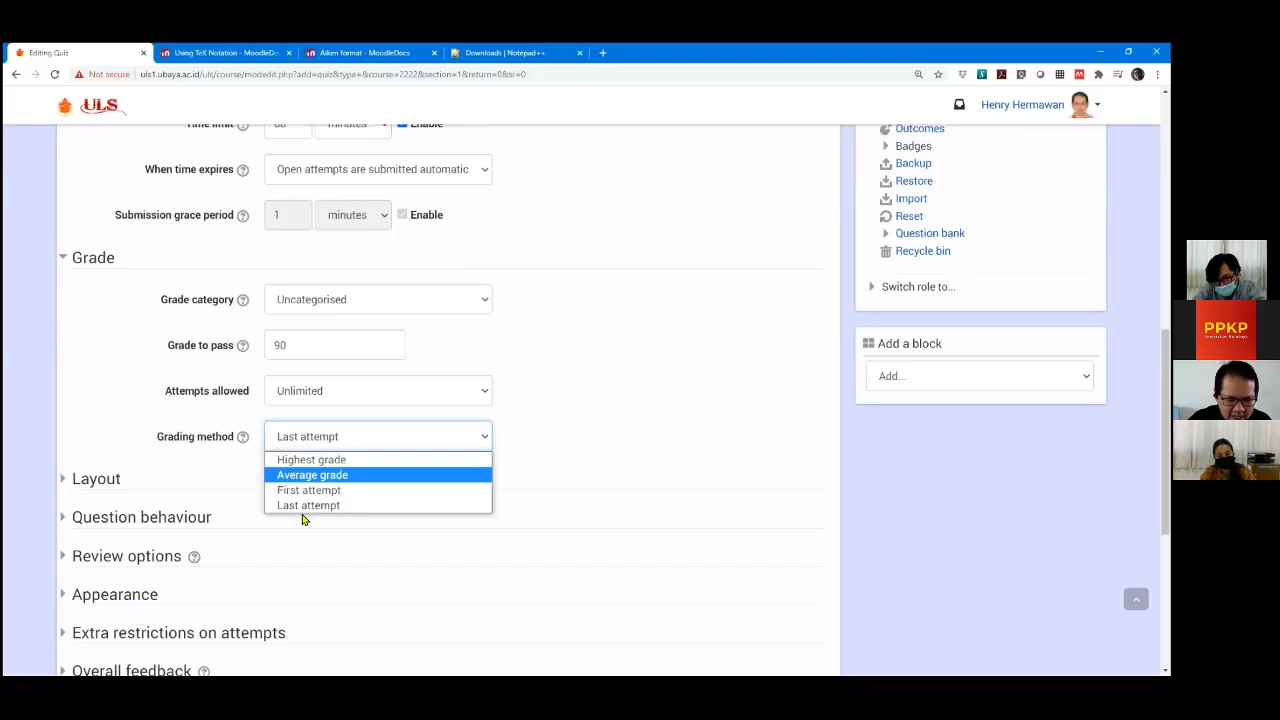 Editing Quiz
Using TeX Notation - MoodleDoc
Aiken format - MoodleDocs
Downloads | Notepad++
Not secure
uls1.ubaya.ac.id/uls/course/modedit.php?add=quiz&type=&course=2222&section=1&return=0&sr=0
ULS
Henry Hermawan
Time limit
60
minutes
Enable
When time expires
Open attempts are submitted automatic
Submission grace period
1
minutes
Enable
Grade
Grade category
Uncategorised
Grade to pass
90
Attempts allowed
Unlimited
Grading method
Last attempt
Highest grade
Average grade
First attempt
Last attempt
Layout
Question behaviour
Review options
Appearance
Extra restrictions on attempts
Overall feedback
Outcomes
Badges
Backup
Restore
Import
Reset
Question bank
Recycle bin
Switch role to...
Add a block
Add...
PPKP